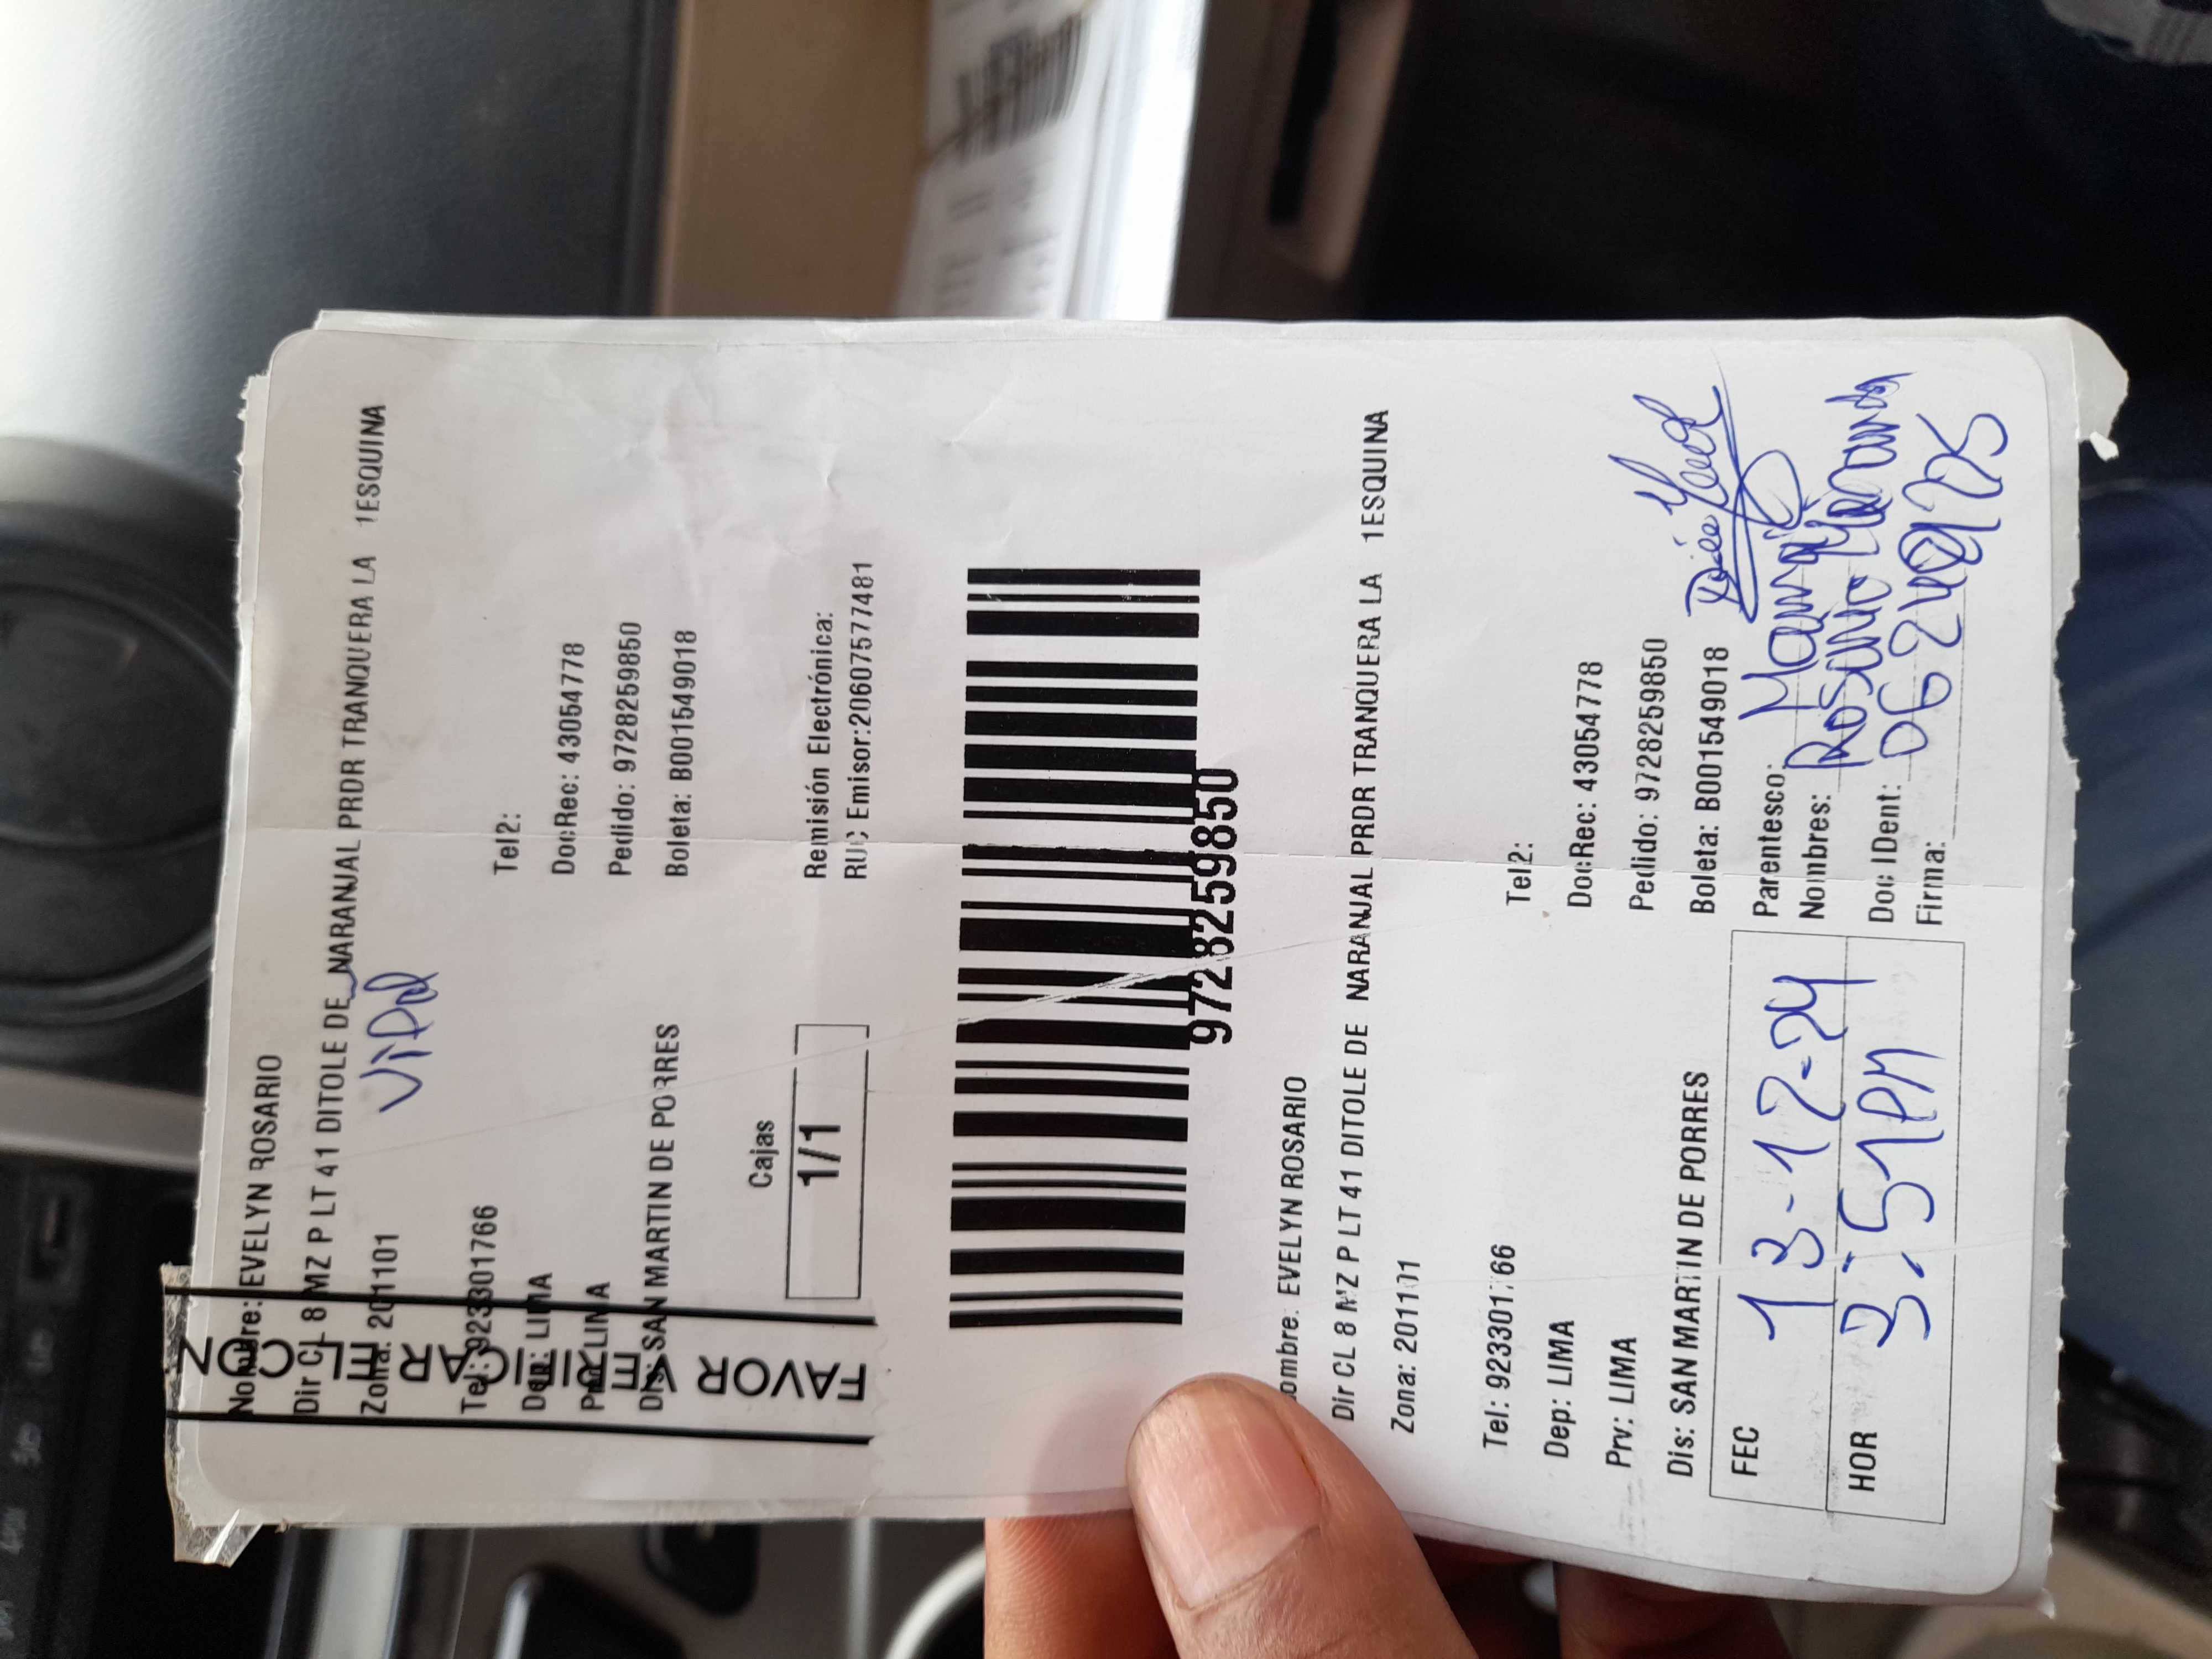 Nombre: EVELYN ROSARIO
Dir CL 8 MZ P LT 41 DITOLE DE NARANJAL PRDR TRANQUERA LA 1ESQUINA
Vidal
Zona: 201101
Tel: 923301766 Tel2:
Dep: LIMA DocRec: 43054778
Prv: LIMA Pedido: 9728259850
Dis: SAN MARTIN DE PORRES Boleta: B001549018
FAVOR VERIFICAR EL CON
Cajas
1/1
Remisión Electrónica:
RUC Emisor:20607577481
9728259850
ombre: EVELYN ROSARIO
Dir CL 8 MZ P LT 41 DITOLE DE NARANJAL PRDR TRANQUERA LA 1ESQUINA
Zona: 201101
Tel: 923301766 Tel2:
Dep: LIMA DocRec: 43054778
Prv: LIMA Pedido: 9728259850
Dis: SAN MARTIN DE PORRES Boleta: B001549018
FEC 13-12-24
HOR 3:51PM
Parentesco: Mamá
Nombres: Rosario
Doc IDent:
Firma: